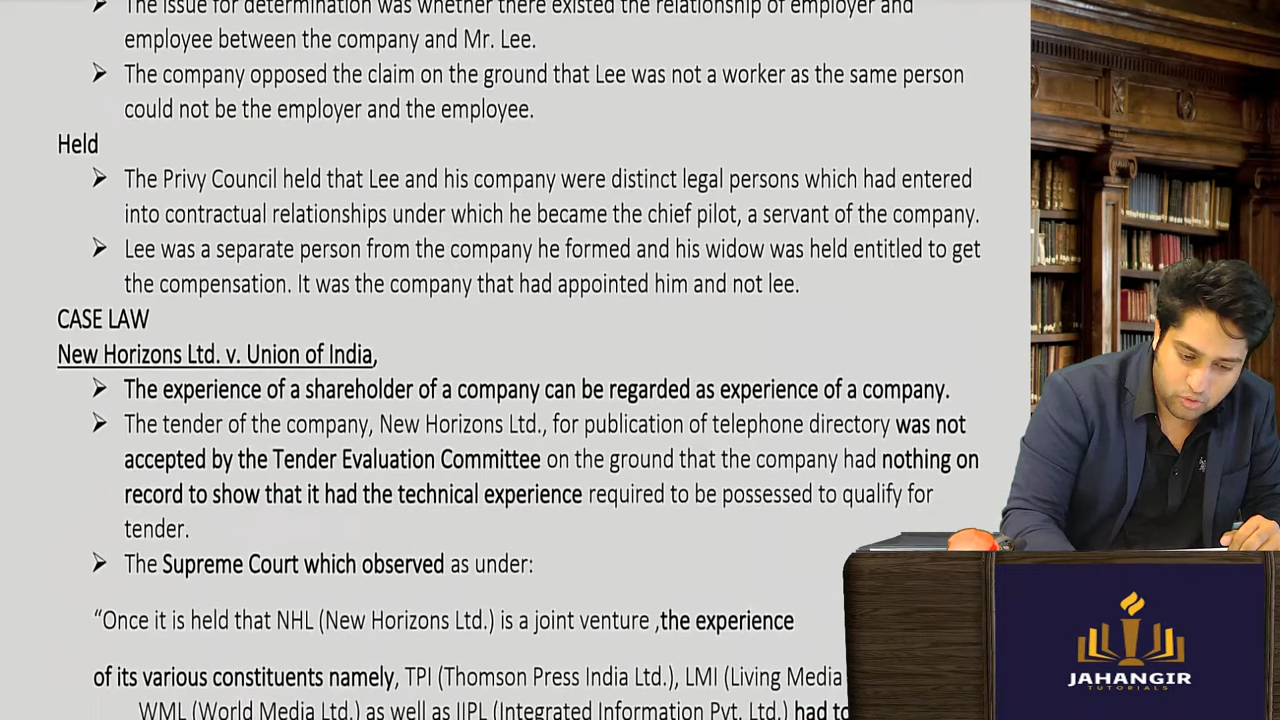 ➢ The issue for determination was whether there existed the relationship of employer and
employee between the company and Mr. Lee.
➢ The company opposed the claim on the ground that Lee was not a worker as the same person
could not be the employer and the employee.
Held
➢ The Privy Council held that Lee and his company were distinct legal persons which had entered
into contractual relationships under which he became the chief pilot, a servant of the company.
➢ Lee was a separate person from the company he formed and his widow was held entitled to get
the compensation. It was the company that had appointed him and not lee.
CASE LAW
New Horizons Ltd. v. Union of India,
➢ The experience of a shareholder of a company can be regarded as experience of a company.
➢ The tender of the company, New Horizons Ltd., for publication of telephone directory was not
accepted by the Tender Evaluation Committee on the ground that the company had nothing on
record to show that it had the technical experience required to be possessed to qualify for
tender.
➢ The Supreme Court which observed as under:
“Once it is held that NHL (New Horizons Ltd.) is a joint venture ,the experience
of its various constituents namely, TPI (Thomson Press India Ltd.), LMI (Living Media
WML (World Media Ltd.) as well as IIPL (Integrated Information Pvt. Ltd.) had to
JAHANGIR
TUTORIALS